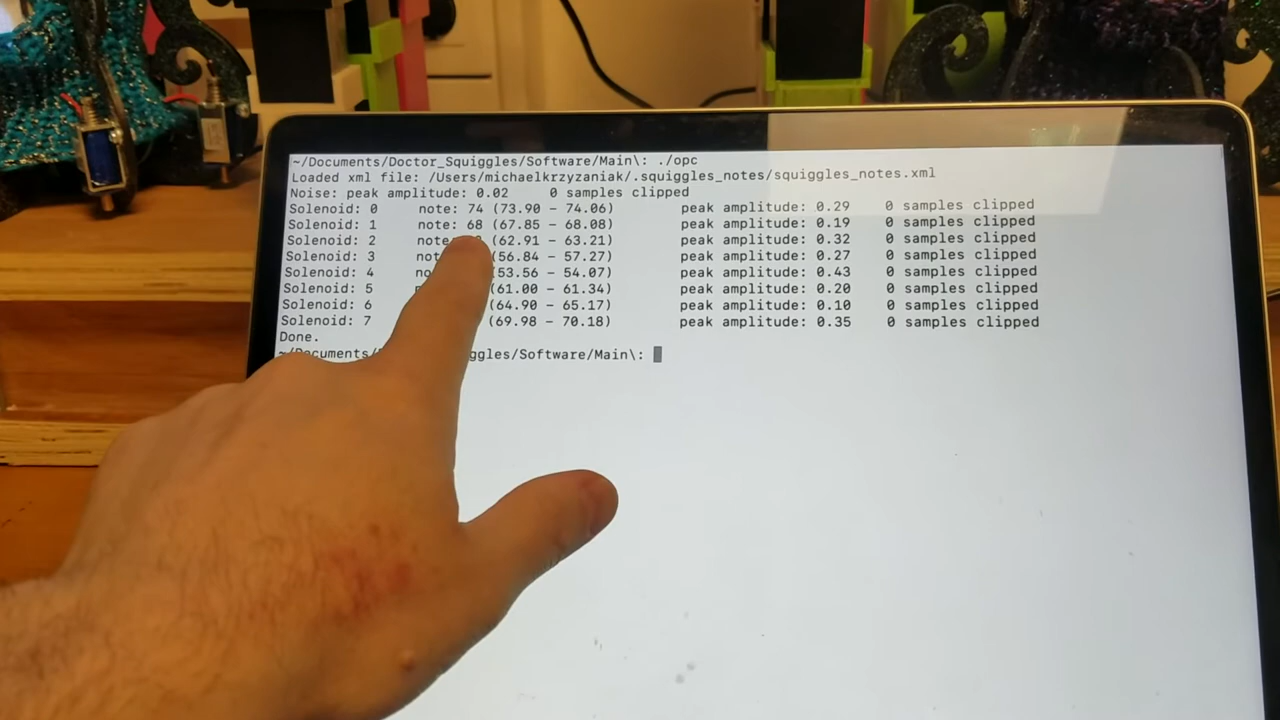 ~/Documents/Doctor_Squiggles/Software/Main\: ./opc
Loaded xml file: /Users/michaelkrzyzaniak/.squiggles_notes/squiggles_notes.xml
Noise: peak amplitude: 0.02 0 samples clipped
Solenoid: 0 note: 74 (73.90 – 74.06) peak amplitude: 0.29 0 samples clipped
Solenoid: 1 note: 68 (67.85 – 68.08) peak amplitude: 0.19 0 samples clipped
Solenoid: 2 (62.91 – 63.21) peak amplitude: 0.32 0 samples clipped
Solenoid: 3 (56.84 – 57.27) peak amplitude: 0.27 0 samples clipped
Solenoid: 4 (53.56 – 54.07) peak amplitude: 0.43 0 samples clipped
Solenoid: 5 (61.00 – 61.34) peak amplitude: 0.20 0 samples clipped
Solenoid: 6 (64.90 – 65.17) peak amplitude: 0.10 0 samples clipped
Solenoid: 7 (69.98 – 70.18) peak amplitude: 0.35 0 samples clipped
Done.
~/Documents/ ggles/Software/Main\: